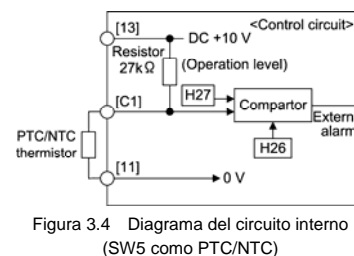 <Control circuit>
[13]
DC +10 V
Resistor
27kΩ
(Operation level)
H27
[C1]
Compartor
Extern
alarm
PTC/NTC
thermistor
H26
[11]
0 V
Figura 3.4 Diagrama del circuito interno
(SW5 como PTC/NTC)